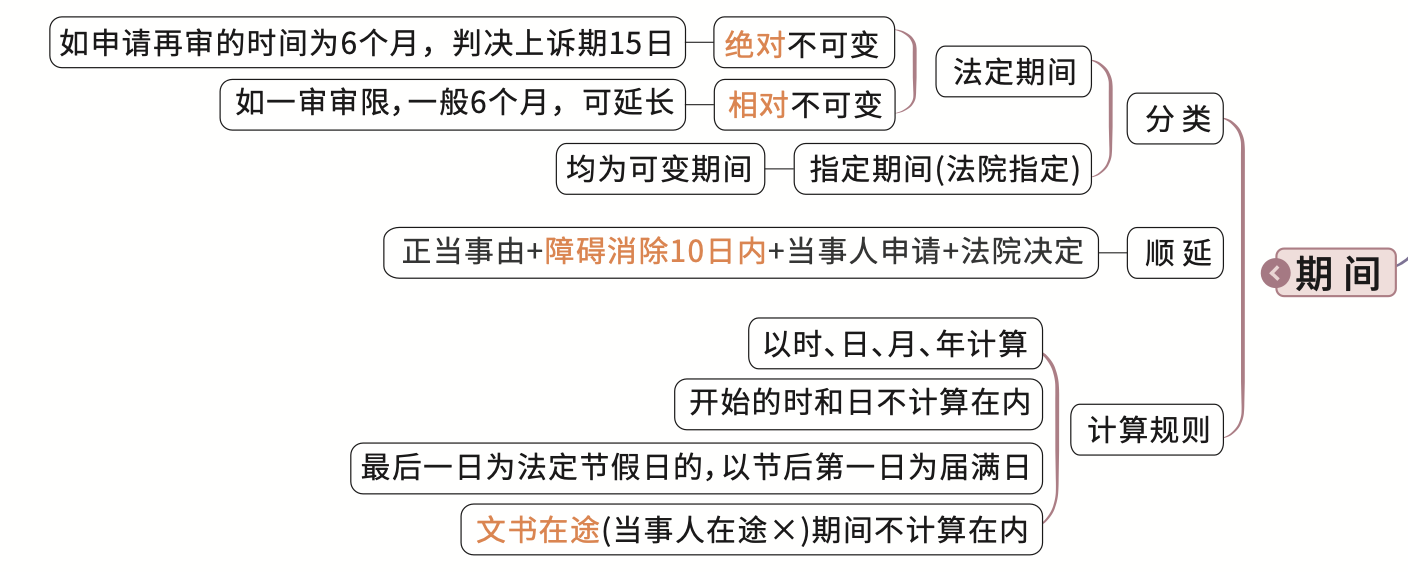 期间
分类
法定期间
绝对不可变
如申请再审的时间为6个月，判决上诉期15日
相对不可变
如一审审限，一般6个月，可延长
指定期间(法院指定)
均为可变期间
顺延
正当事由+障碍消除10日内+当事人申请+法院决定
计算规则
以时、日、月、年计算
开始的时和日不计算在内
最后一日为法定节假日的，以节后第一日为届满日
文书在途(当事人在途×)期间不计算在内